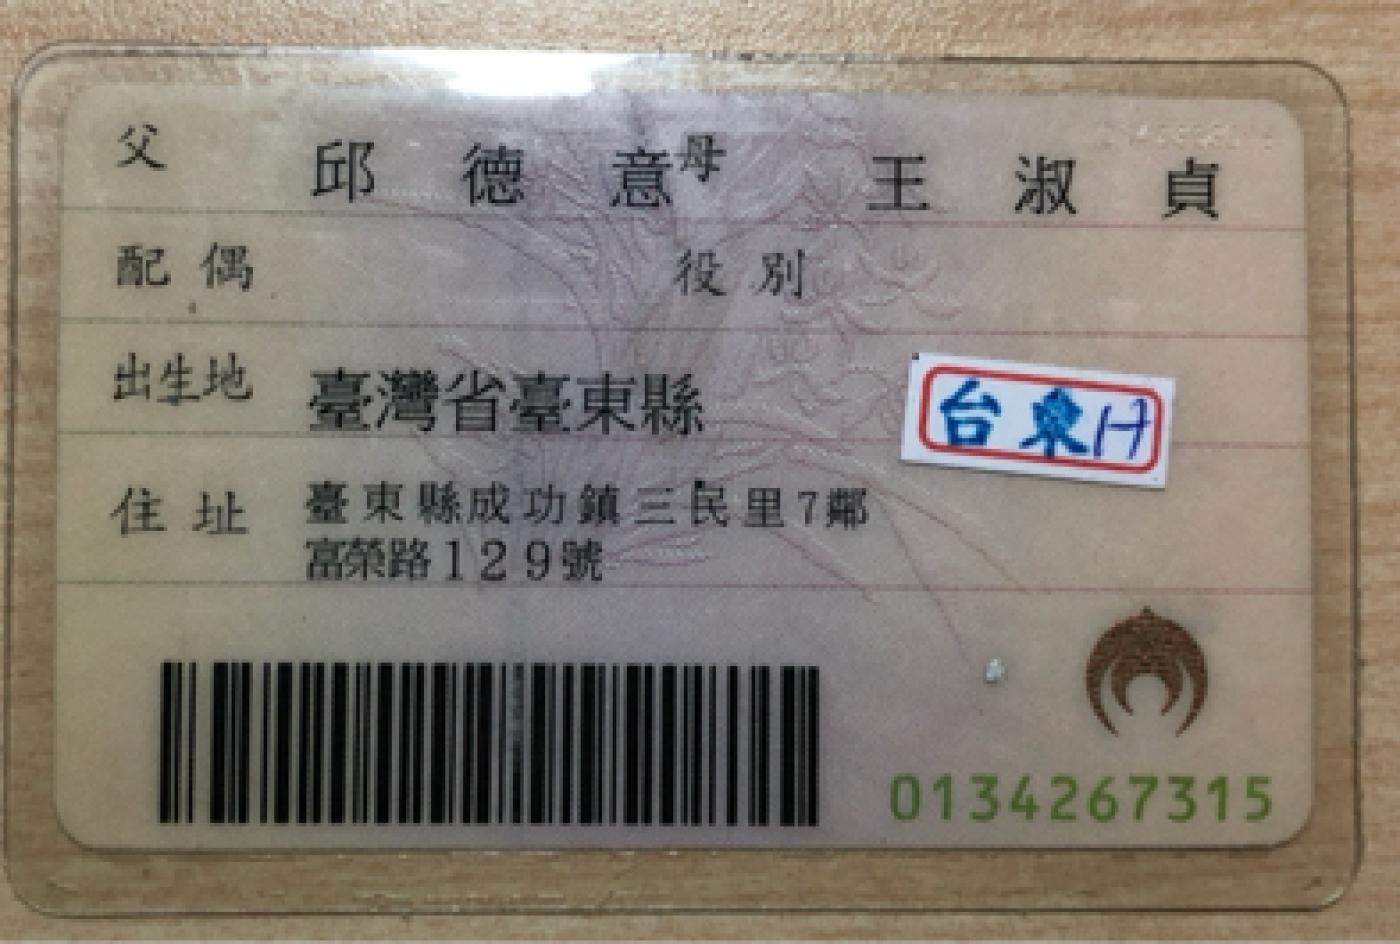 父 邱德意 母 王淑貞
配偶 役別
出生地 臺灣省臺東縣
台東H
住址 臺東縣成功鎮三民里7鄰
富榮路129號
0134267315